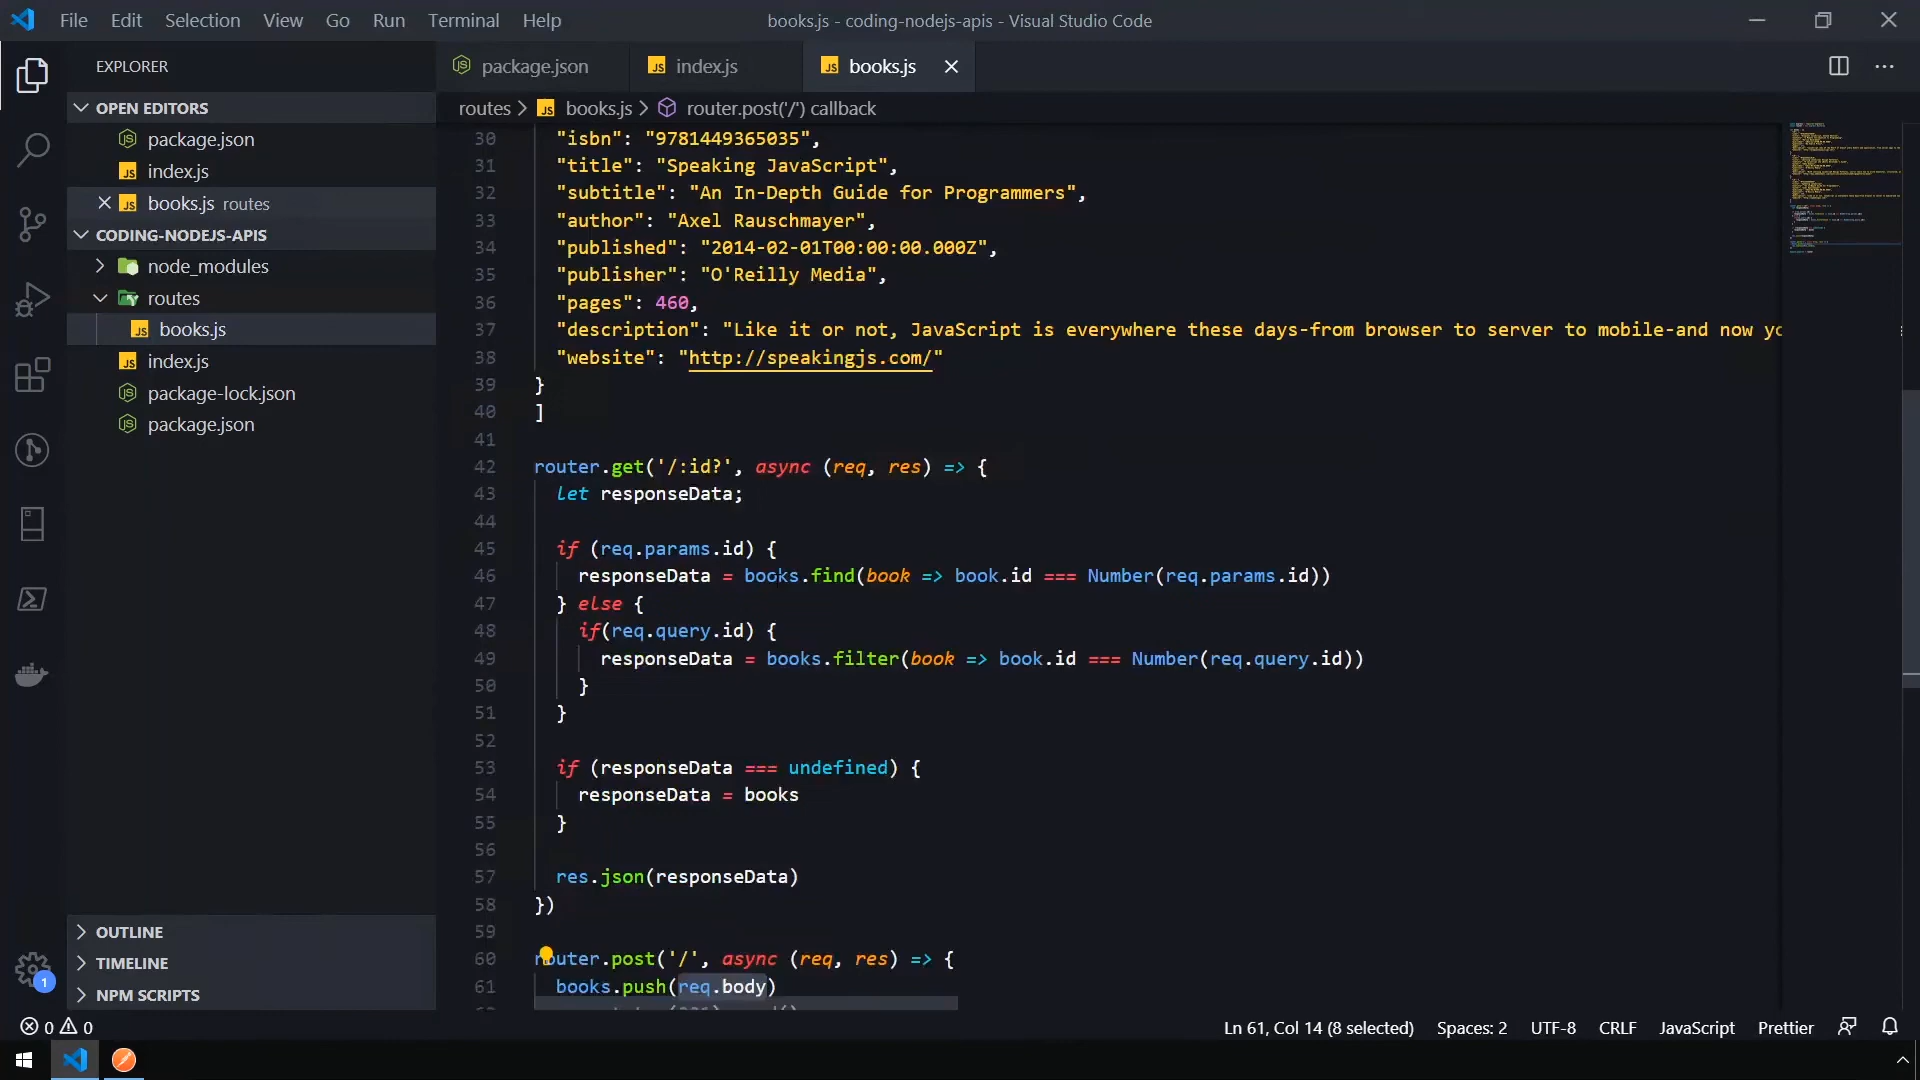 File Edit Selection View Go Run Terminal Help
books.js - coding-nodejs-apis - Visual Studio Code
EXPLORER
OPEN EDITORS
package.json
index.js
books.js routes
CODING-NODEJS-APIS
node_modules
routes
books.js
index.js
package-lock.json
package.json
OUTLINE
TIMELINE
NPM SCRIPTS
1
package.json
index.js
books.js
routes > books.js > router.post('/') callback
30 "isbn": "9781449365035",
31 "title": "Speaking JavaScript",
32 "subtitle": "An In-Depth Guide for Programmers",
33 "author": "Axel Rauschmayer",
34 "published": "2014-02-01T00:00:00.000Z",
35 "publisher": "O'Reilly Media",
36 "pages": 460,
37 "description": "Like it or not, JavaScript is everywhere these days-from browser to server to mobile-and now yo
38 "website": "http://speakingjs.com/"
39 }
40 ]
41
42 router.get('/:id?', async (req, res) => {
43 let responseData;
44
45 if (req.params.id) {
46 responseData = books.find(book => book.id === Number(req.params.id))
47 } else {
48 if(req.query.id) {
49 responseData = books.filter(book => book.id === Number(req.query.id))
50 }
51 }
52
53 if (responseData === undefined) {
54 responseData = books
55 }
56
57 res.json(responseData)
58 })
59
60 router.post('/', async (req, res) => {
61 books.push(req.body)
0 0
Ln 61, Col 14 (8 selected) Spaces: 2 UTF-8 CRLF JavaScript Prettier